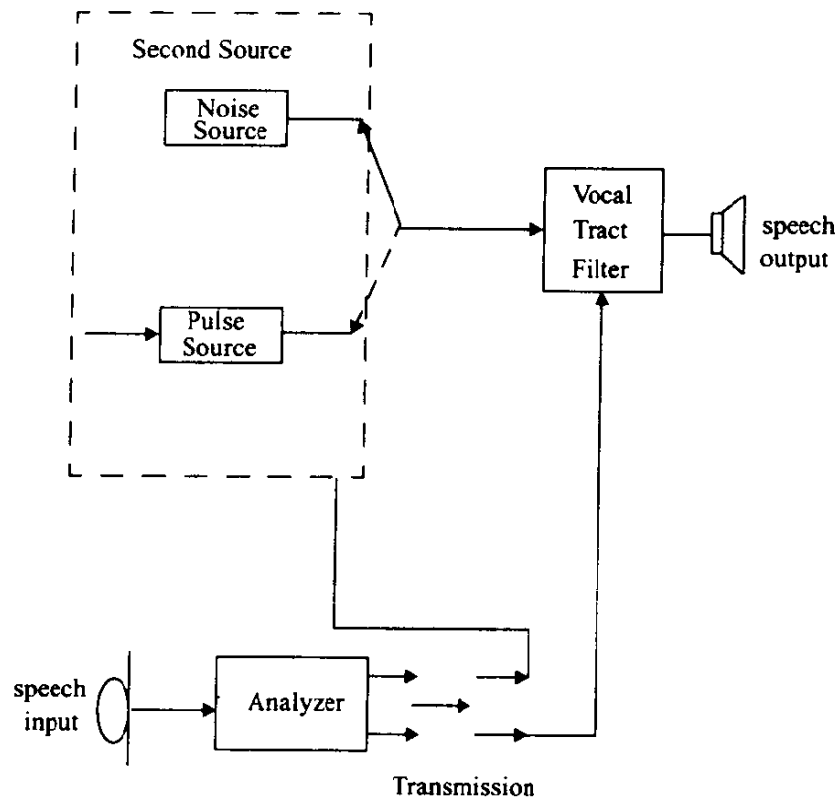 Second Source
Noise
Source
Vocal
Tract
Filter
speech
output
Pulse
Source
speech
input
Analyzer
Transmission